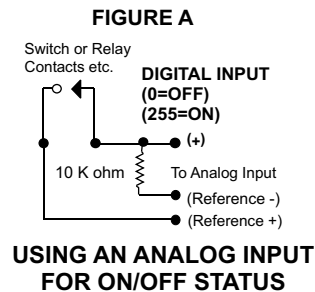 FIGURE A
Switch or Relay
Contacts etc.
DIGITAL INPUT
(0=OFF)
(255=ON)
(+)
10 K ohm
To Analog Input
(Reference -)
(Reference +)
USING AN ANALOG INPUT
FOR ON/OFF STATUS